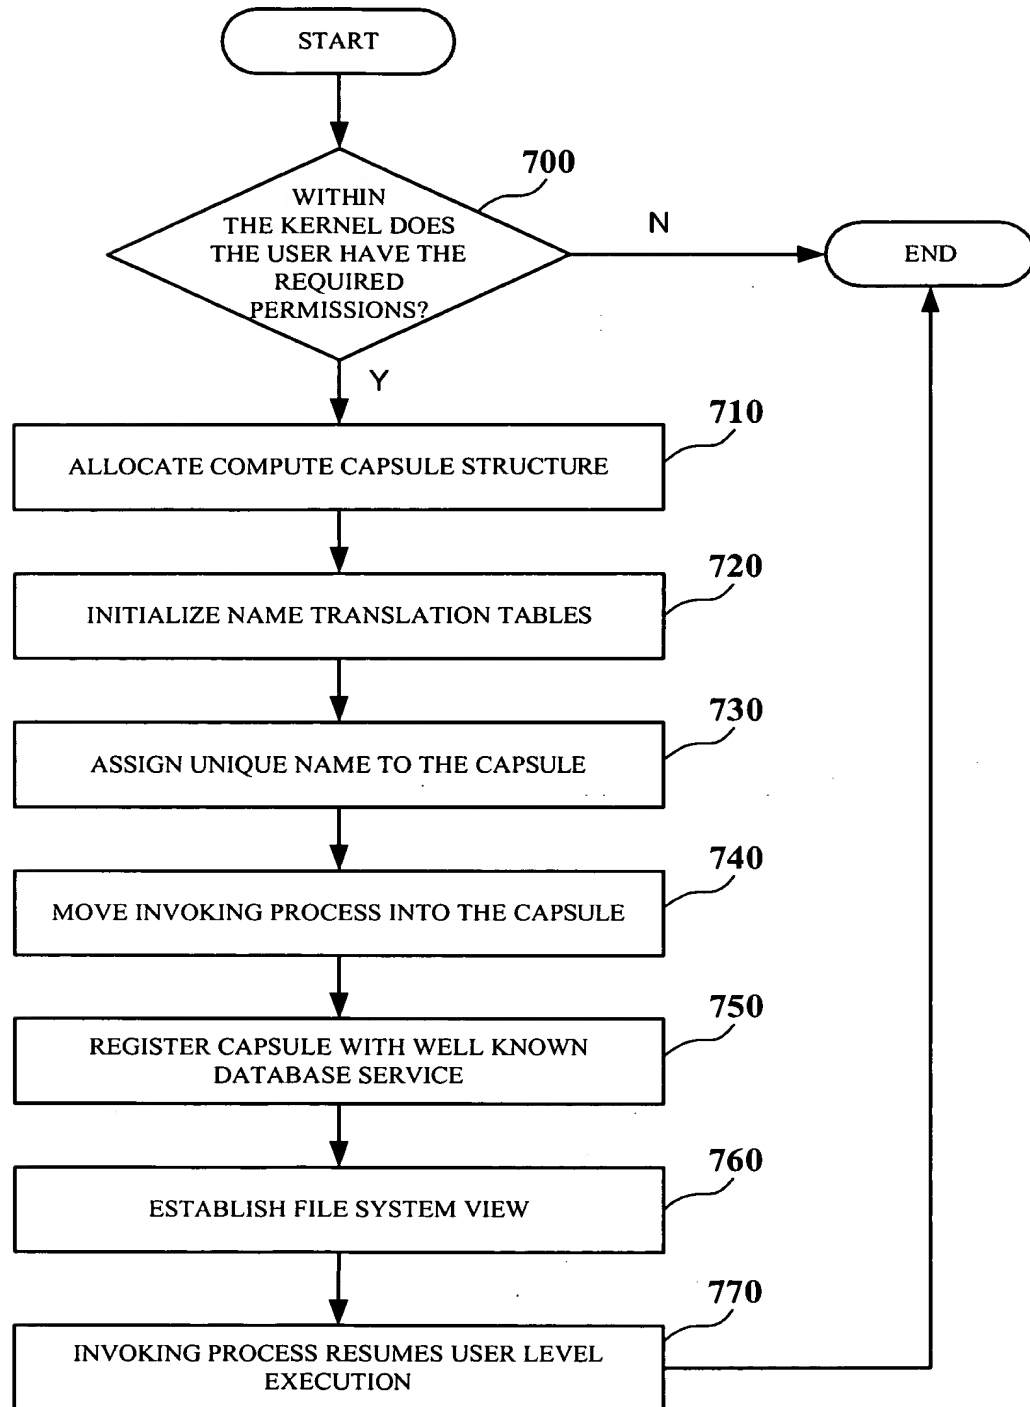 START
700
WITHIN
THE KERNEL DOES
THE USER HAVE THE
REQUIRED
PERMISSIONS?
N
END
Y
710
ALLOCATE COMPUTE CAPSULE STRUCTURE
720
INITIALIZE NAME TRANSLATION TABLES
730
ASSIGN UNIQUE NAME TO THE CAPSULE
740
MOVE INVOKING PROCESS INTO THE CAPSULE
750
REGISTER CAPSULE WITH WELL KNOWN
DATABASE SERVICE
760
ESTABLISH FILE SYSTEM VIEW
770
INVOKING PROCESS RESUMES USER LEVEL
EXECUTION